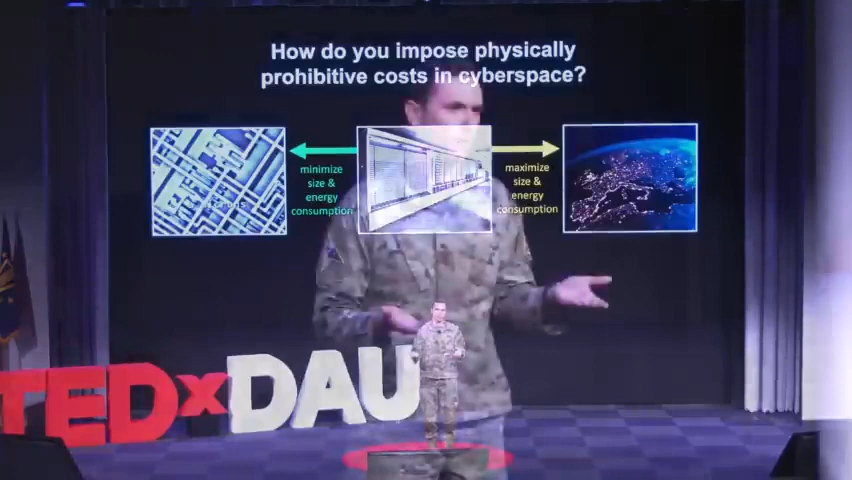 How do you impose physically
prohibitive costs in cyberspace?
minimize
size &
energy
consumption
maximize
size &
energy
consumption
TEDxDAU